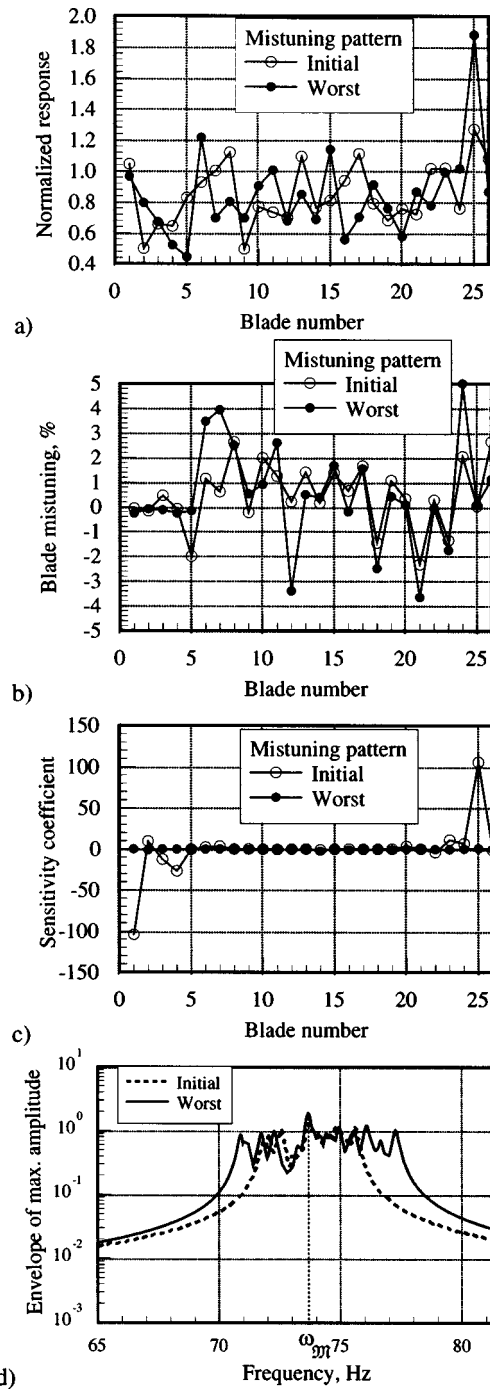 2.0
1.8
1.6
1.4
1.2
1.0
0.8
0.6
0.4
Normalized response
Mistuning pattern
Initial
Worst
0 5 10 15 20 25
Blade number
a)
5
4
3
2
1
0
-1
-2
-3
-4
-5
Blade mistuning, %
Mistuning pattern
Initial
Worst
0 5 10 15 20 25
Blade number
b)
150
100
50
0
-50
-100
-150
Sensitivity coefficient
Mistuning pattern
Initial
Worst
0 5 10 15 20 25
Blade number
c)
10¹
10⁰
10⁻¹
10⁻²
10⁻³
Envelope of max. amplitude
Initial
Worst
65 70 ω𝔐 75 80
Frequency, Hz
d)